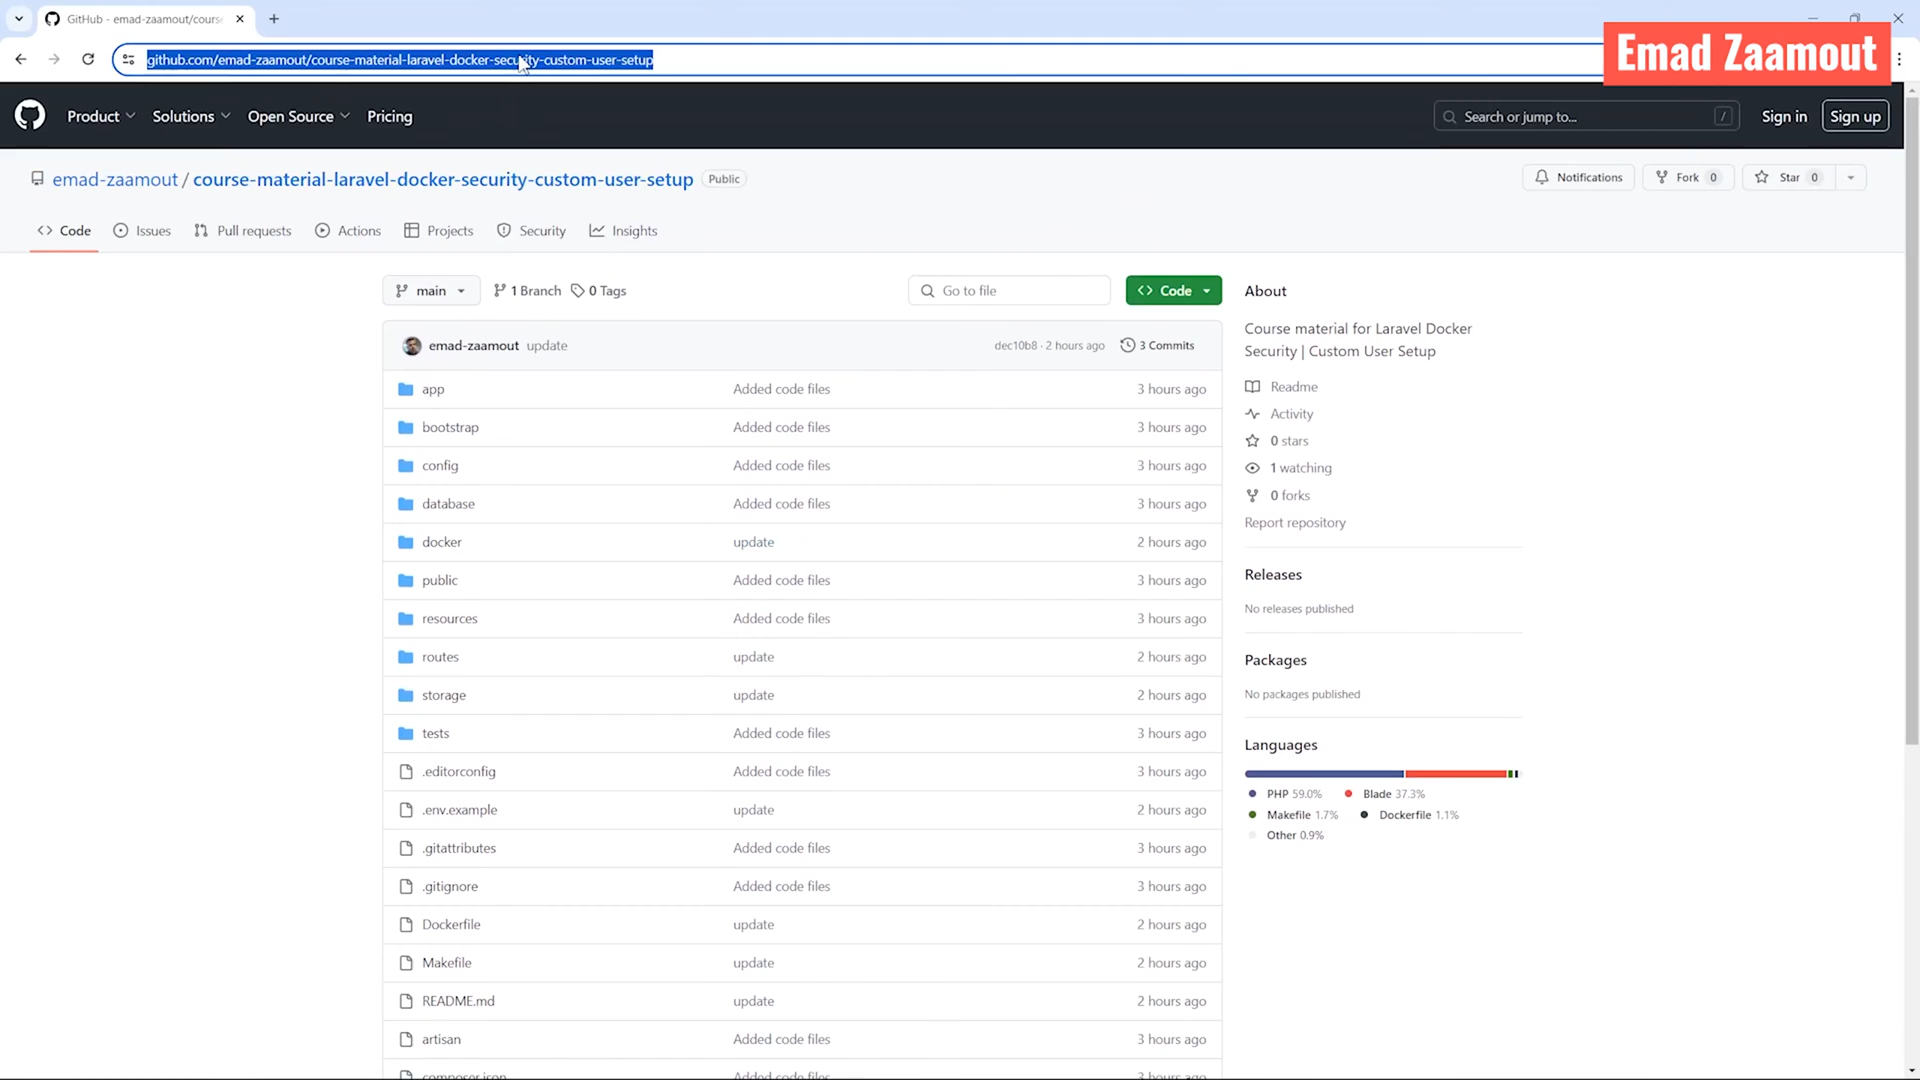 GitHub - emad-zaamout/cours
github.com/emad-zaamout/course-material-laravel-docker-security-custom-user-setup
Emad Zaamout
Product
Solutions
Open Source
Pricing
Search or jump to...
/
Sign in
Sign up
emad-zaamout / course-material-laravel-docker-security-custom-user-setup
Public
Notifications
Fork 0
Star 0
Code
Issues
Pull requests
Actions
Projects
Security
Insights
main
1 Branch
0 Tags
Go to file
Code
emad-zaamout update
dec10b8 · 2 hours ago
3 Commits
app Added code files 3 hours ago
bootstrap Added code files 3 hours ago
config Added code files 3 hours ago
database Added code files 3 hours ago
docker update 2 hours ago
public Added code files 3 hours ago
resources Added code files 3 hours ago
routes update 2 hours ago
storage update 2 hours ago
tests Added code files 3 hours ago
.editorconfig Added code files 3 hours ago
.env.example update 2 hours ago
.gitattributes Added code files 3 hours ago
.gitignore Added code files 3 hours ago
Dockerfile update 2 hours ago
Makefile update 2 hours ago
README.md update 2 hours ago
artisan Added code files 3 hours ago
composer.json Added code files 3 hours ago
About
Course material for Laravel Docker
Security | Custom User Setup
Readme
Activity
0 stars
1 watching
0 forks
Report repository
Releases
No releases published
Packages
No packages published
Languages
PHP 59.0%
Blade 37.3%
Makefile 1.7%
Dockerfile 1.1%
Other 0.9%